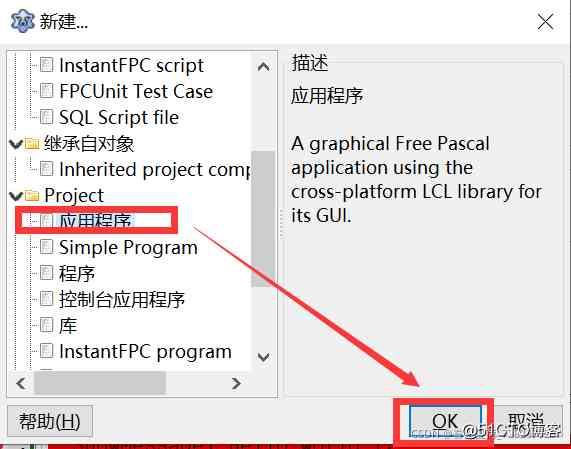 新建...
InstantFPC script
FPCUnit Test Case
SQL Script file
继承自对象
Inherited project comp
Project
应用程序
Simple Program
程序
控制台应用程序
库
InstantFPC program
描述
应用程序
A graphical Free Pascal
application using the
cross-platform LCL library for
its GUI.
帮助(H)
OK
取消
@51CTO博客